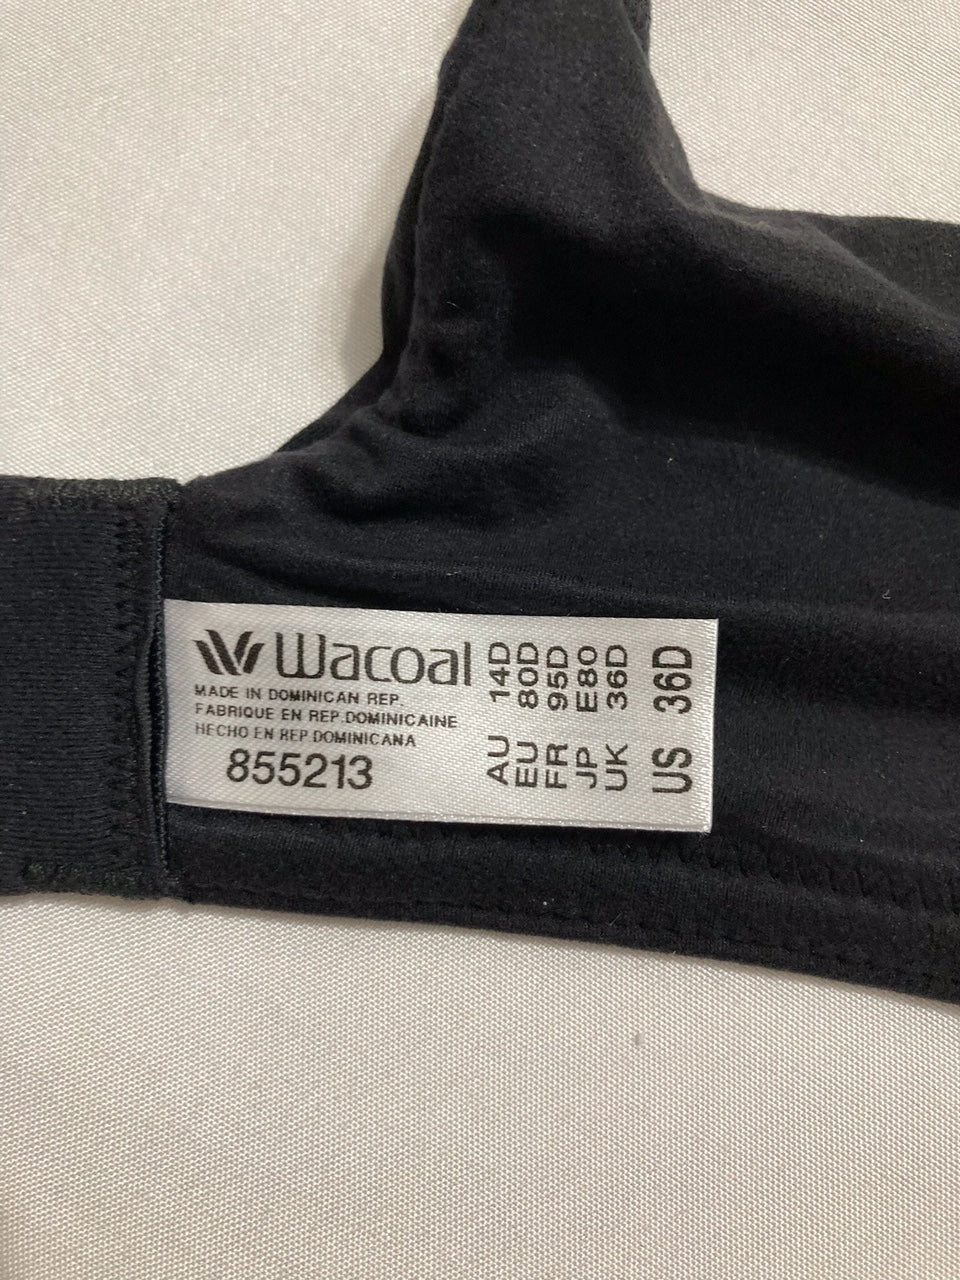 Wacoal
MADE IN DOMINICAN REP.
FABRIQUE EN REP.DOMINICAINE
HECHO EN REP.DOMINICANA
855213
AU 14D
EU 80D
FR 95D
JP E80
UK 36D
US 36D